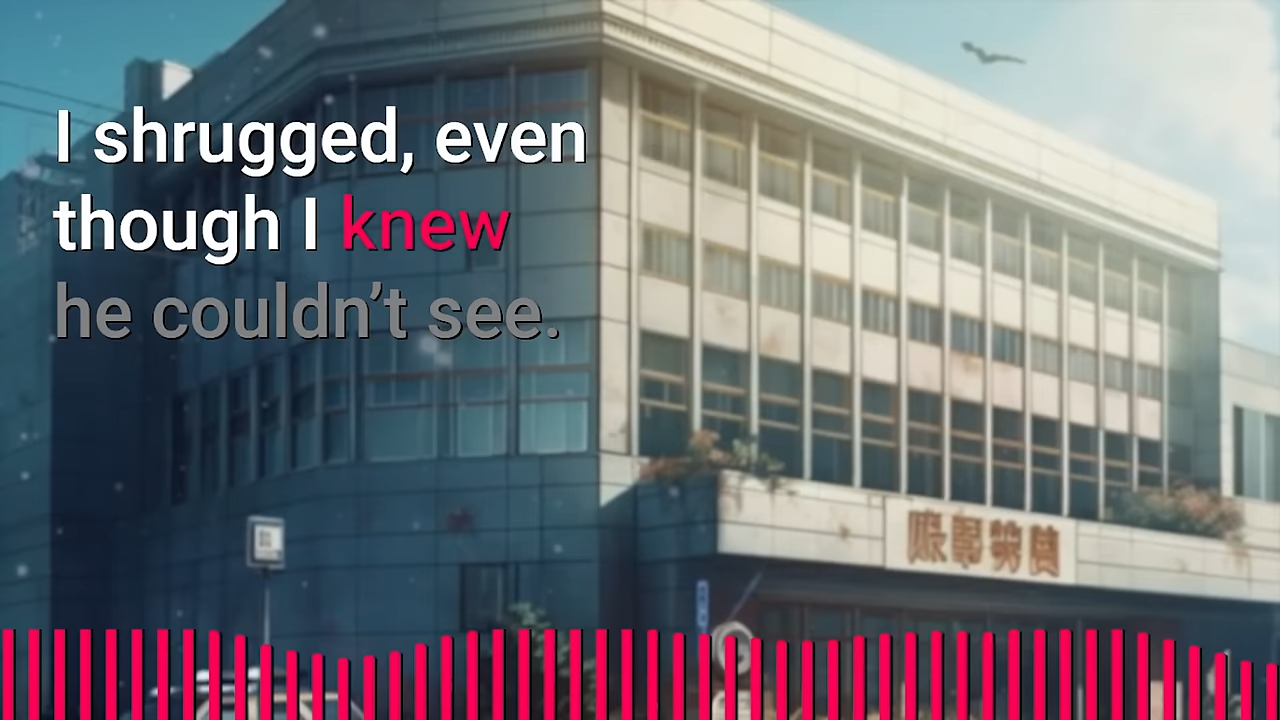 I shrugged, even
though I knew
he couldn’t see.